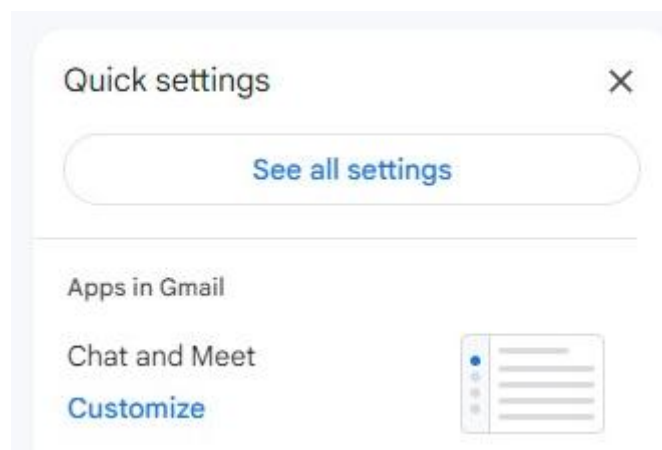 Quick settings
See all settings
Apps in Gmail
Chat and Meet
Customize